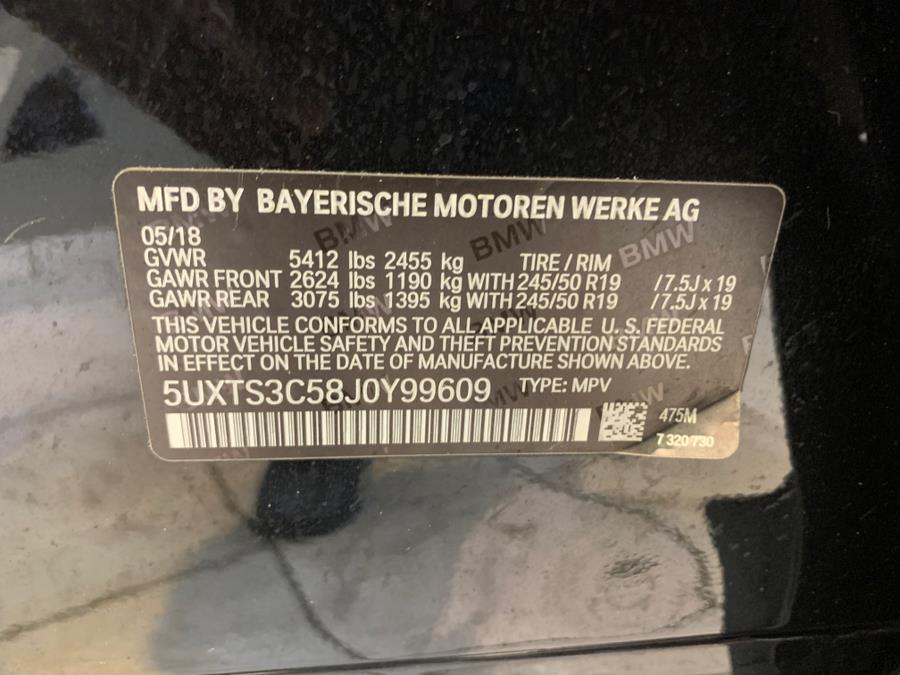 MFD BY BAYERISCHE MOTOREN WERKE AG
05/18
GVWR 5412 lbs 2455 kg TIRE / RIM
GAWR FRONT 2624 lbs 1190 kg WITH 245/50 R19 /7.5J x 19
GAWR REAR 3075 lbs 1395 kg WITH 245/50 R19 /7.5J x 19
THIS VEHICLE CONFORMS TO ALL APPLICABLE U. S. FEDERAL
MOTOR VEHICLE SAFETY AND THEFT PREVENTION STANDARDS
IN EFFECT ON THE DATE OF MANUFACTURE SHOWN ABOVE.
5UXTS3C58J0Y99609 TYPE: MPV
475M
7 320 730
BMW BMW BMW